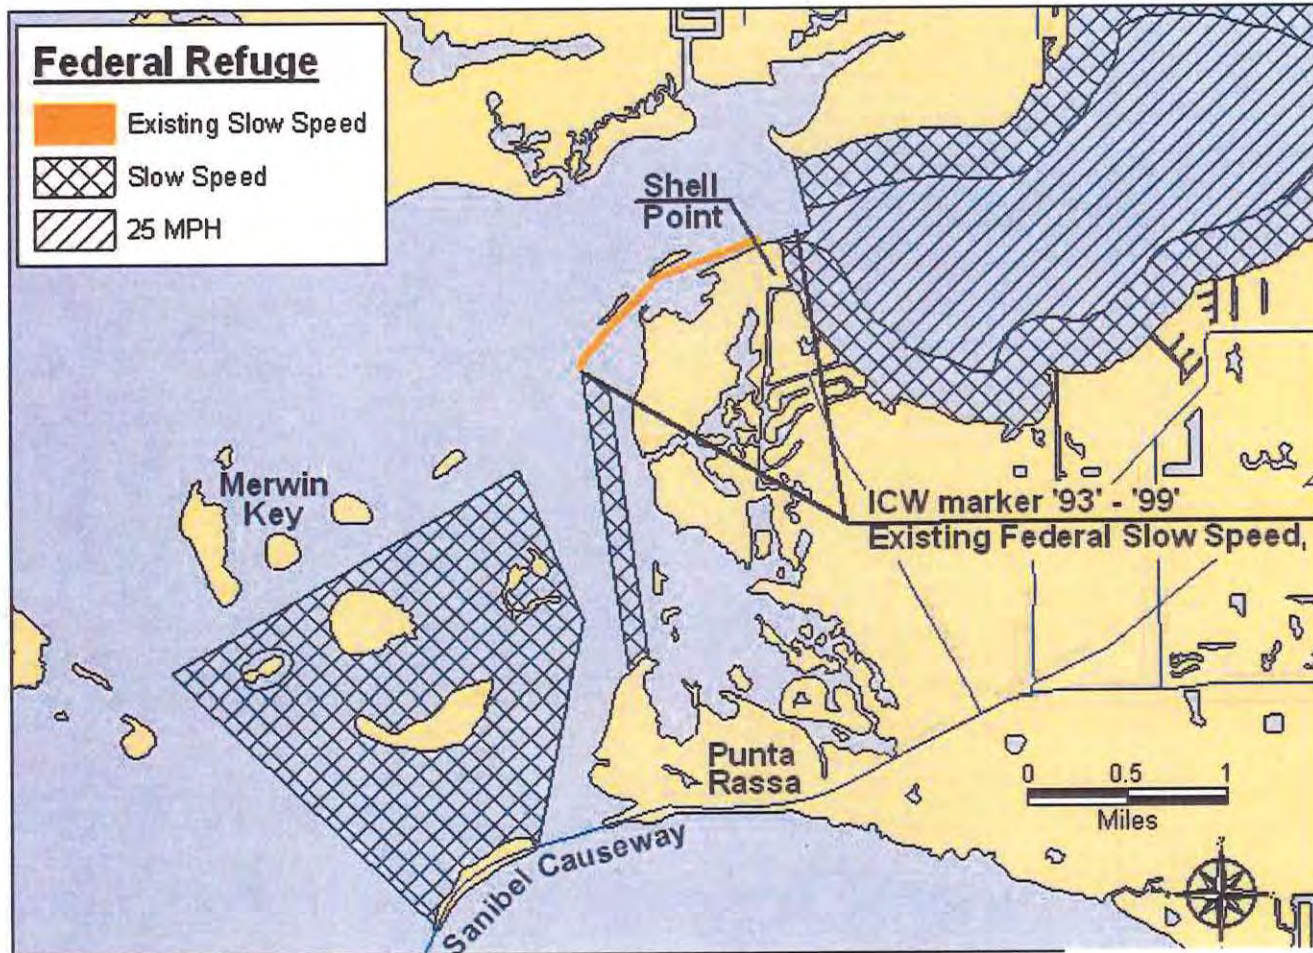 Federal Refuge
Existing Slow Speed
Slow Speed
25 MPH
Shell
Point
Merwin
Key
ICW marker '93' - '99'
Existing Federal Slow Speed,
Punta
Rassa
0 0.5 1
Miles
Sanibel Causeway